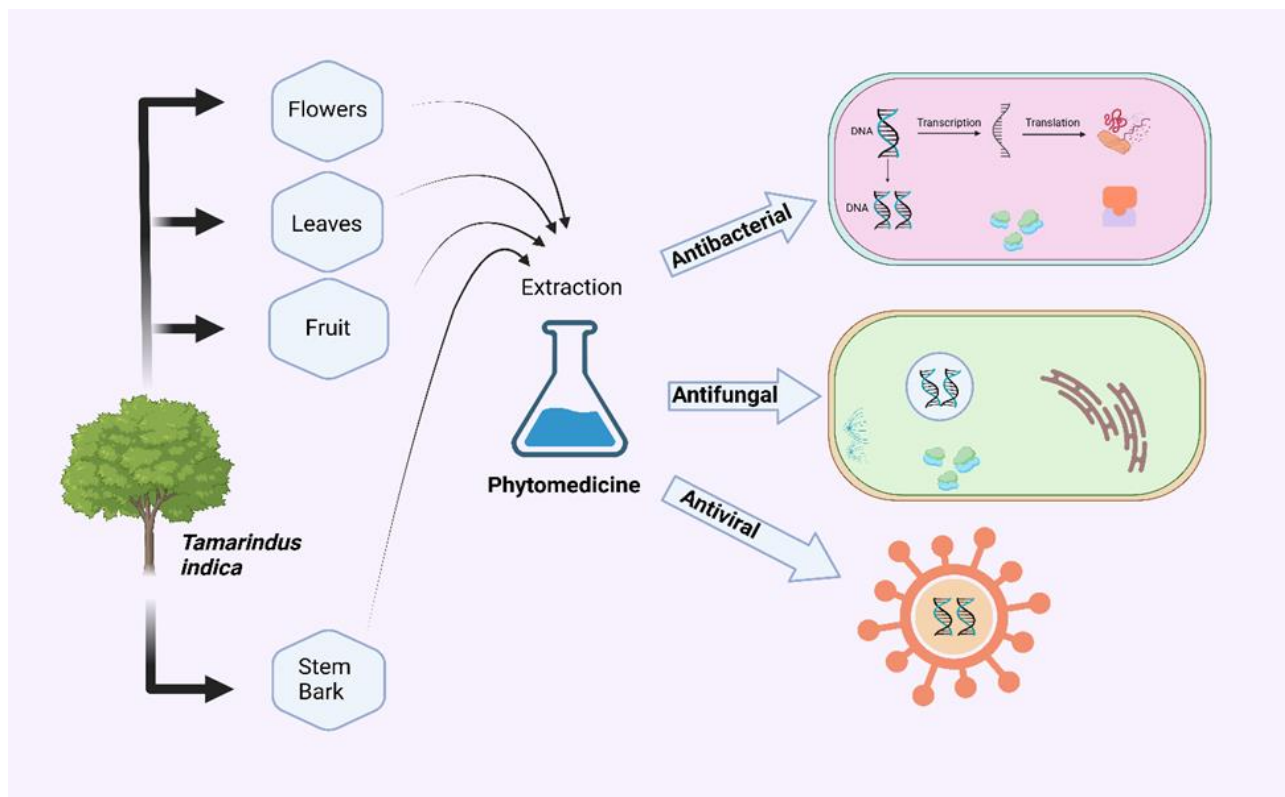 Flowers
Leaves
Fruit
Tamarindus
indica
Stem
Bark
Extraction
Phytomedicine
Antibacterial
Antifungal
Antiviral
DNA
Transcription
Translation
DNA